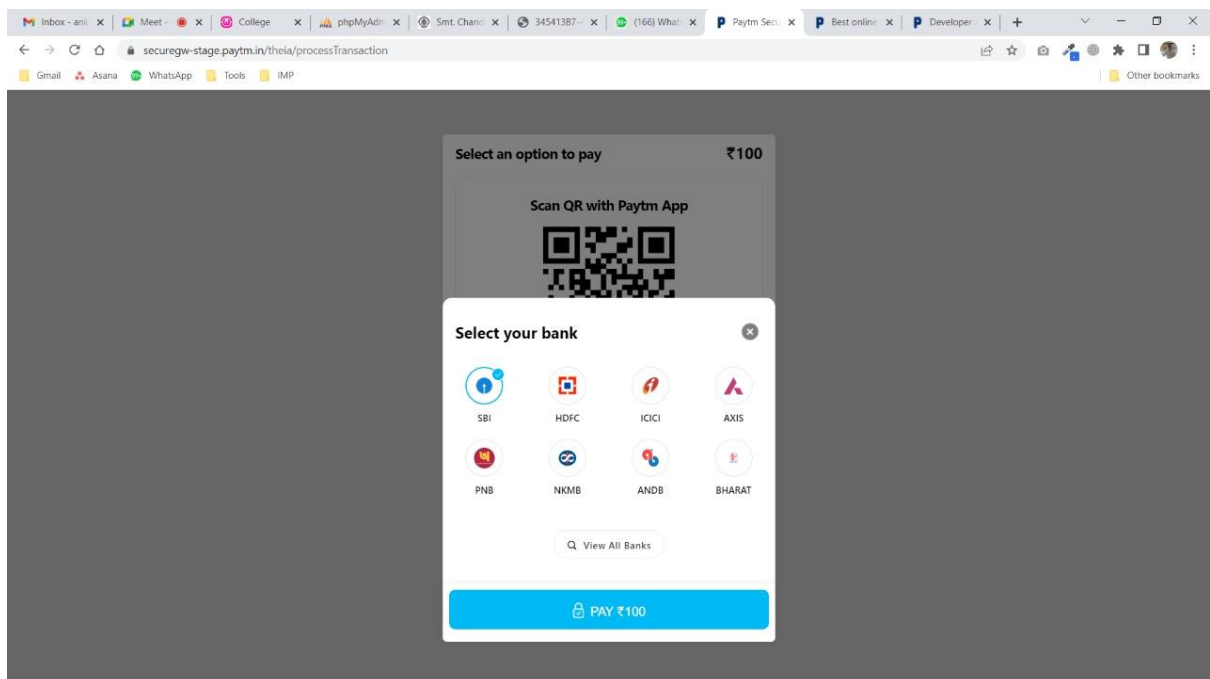 Inbox - ank Meet - College phpMyAdm Smt. Chand 34541387- (166) What Paytm Secu Best online Developer
securegw-stage.paytm.in/theia/processTransaction
Gmail Asana WhatsApp Tools IMP Other bookmarks
Select an option to pay ₹100
Scan QR with Paytm App
Select your bank
SBI HDFC ICICI AXIS
PNB NKMB ANDB BHARAT
View All Banks
PAY ₹100